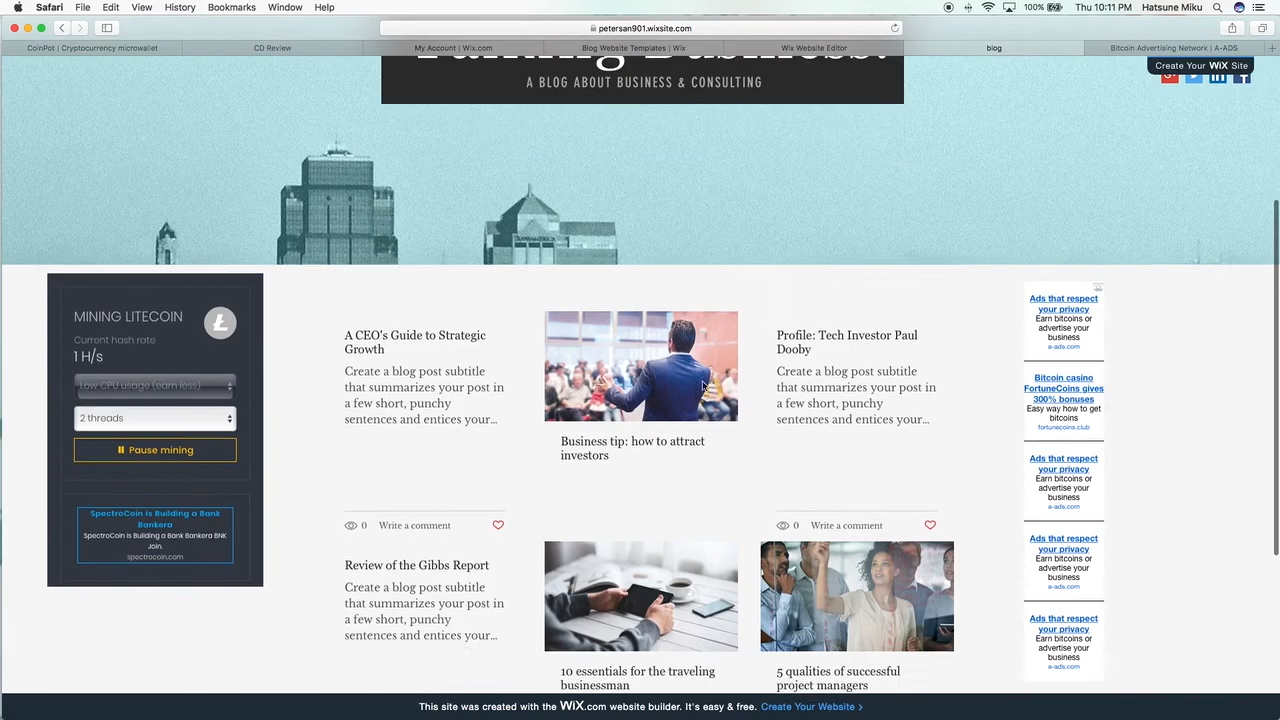 Safari File Edit View History Bookmarks Window Help 100% Thu 10:11 PM Hatsune Miku
petersan901.wixsite.com
CoinPot | Cryptocurrency microwallet CD Review My Account | Wix.com Blog Website Templates | Wix Wix Website Editor blog Bitcoin Advertising Network | A-ADS
Create Your WiX Site
A BLOG ABOUT BUSINESS & CONSULTING
MINING LITECOIN
Current hash rate
1 H/s
Low CPU usage (earn less)
2 threads
Pause mining
SpectroCoin is Building a Bank
Bankera
SpectroCoin is Building a Bank Bankera BNK
Join.
spectrocoin.com
A CEO's Guide to Strategic
Growth
Create a blog post subtitle
that summarizes your post in
a few short, punchy
sentences and entices your...
0 Write a comment
Business tip: how to attract
investors
Profile: Tech Investor Paul
Dooby
Create a blog post subtitle
that summarizes your post in
a few short, punchy
sentences and entices your...
0 Write a comment
Review of the Gibbs Report
Create a blog post subtitle
that summarizes your post in
a few short, punchy
sentences and entices your...
10 essentials for the traveling
businessman
5 qualities of successful
project managers
Ads that respect
your privacy
Earn bitcoins or
advertise your
business
a-ads.com
Bitcoin casino
FortuneCoins gives
300% bonuses
Easy way how to get
bitcoins
fortunecoins.club
Ads that respect
your privacy
Earn bitcoins or
advertise your
business
a-ads.com
Ads that respect
your privacy
Earn bitcoins or
advertise your
business
a-ads.com
Ads that respect
your privacy
Earn bitcoins or
advertise your
business
a-ads.com
This site was created with the WiX.com website builder. It's easy & free. Create Your Website >